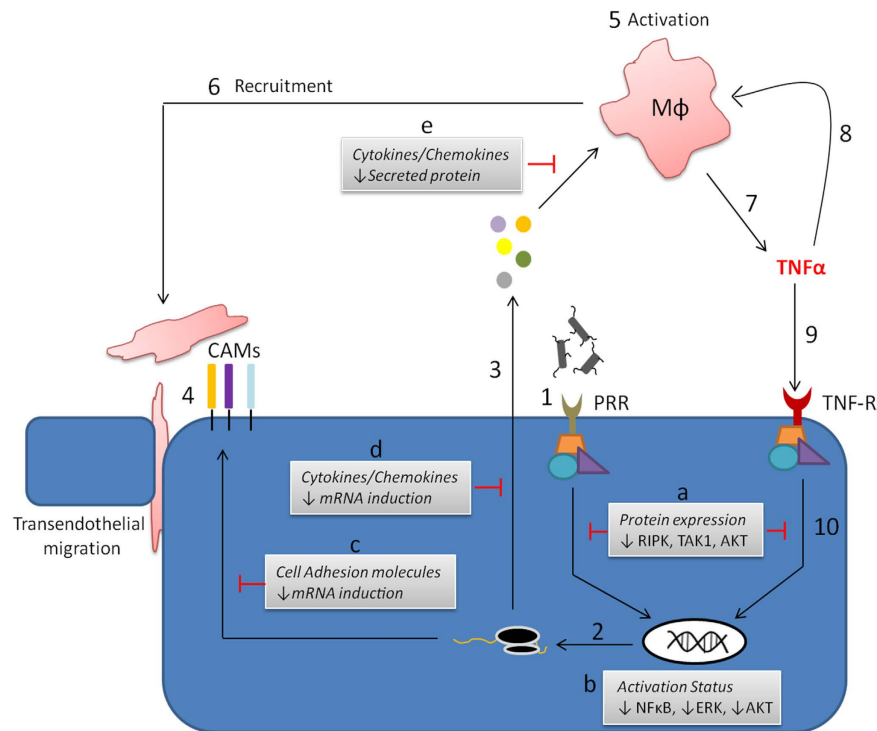 5 Activation
6 Recruitment
Mϕ
e
Cytokines/Chemokines
↓ Secreted protein
8
7
TNFα
9
3
CAMs
4
1
PRR
TNF-R
d
Cytokines/Chemokines
↓ mRNA induction
a
Protein expression
↓ RIPK, TAK1, AKT
10
Transendothelial
migration
c
Cell Adhesion molecules
↓mRNA induction
2
b
Activation Status
↓ NFκB, ↓ERK, ↓AKT